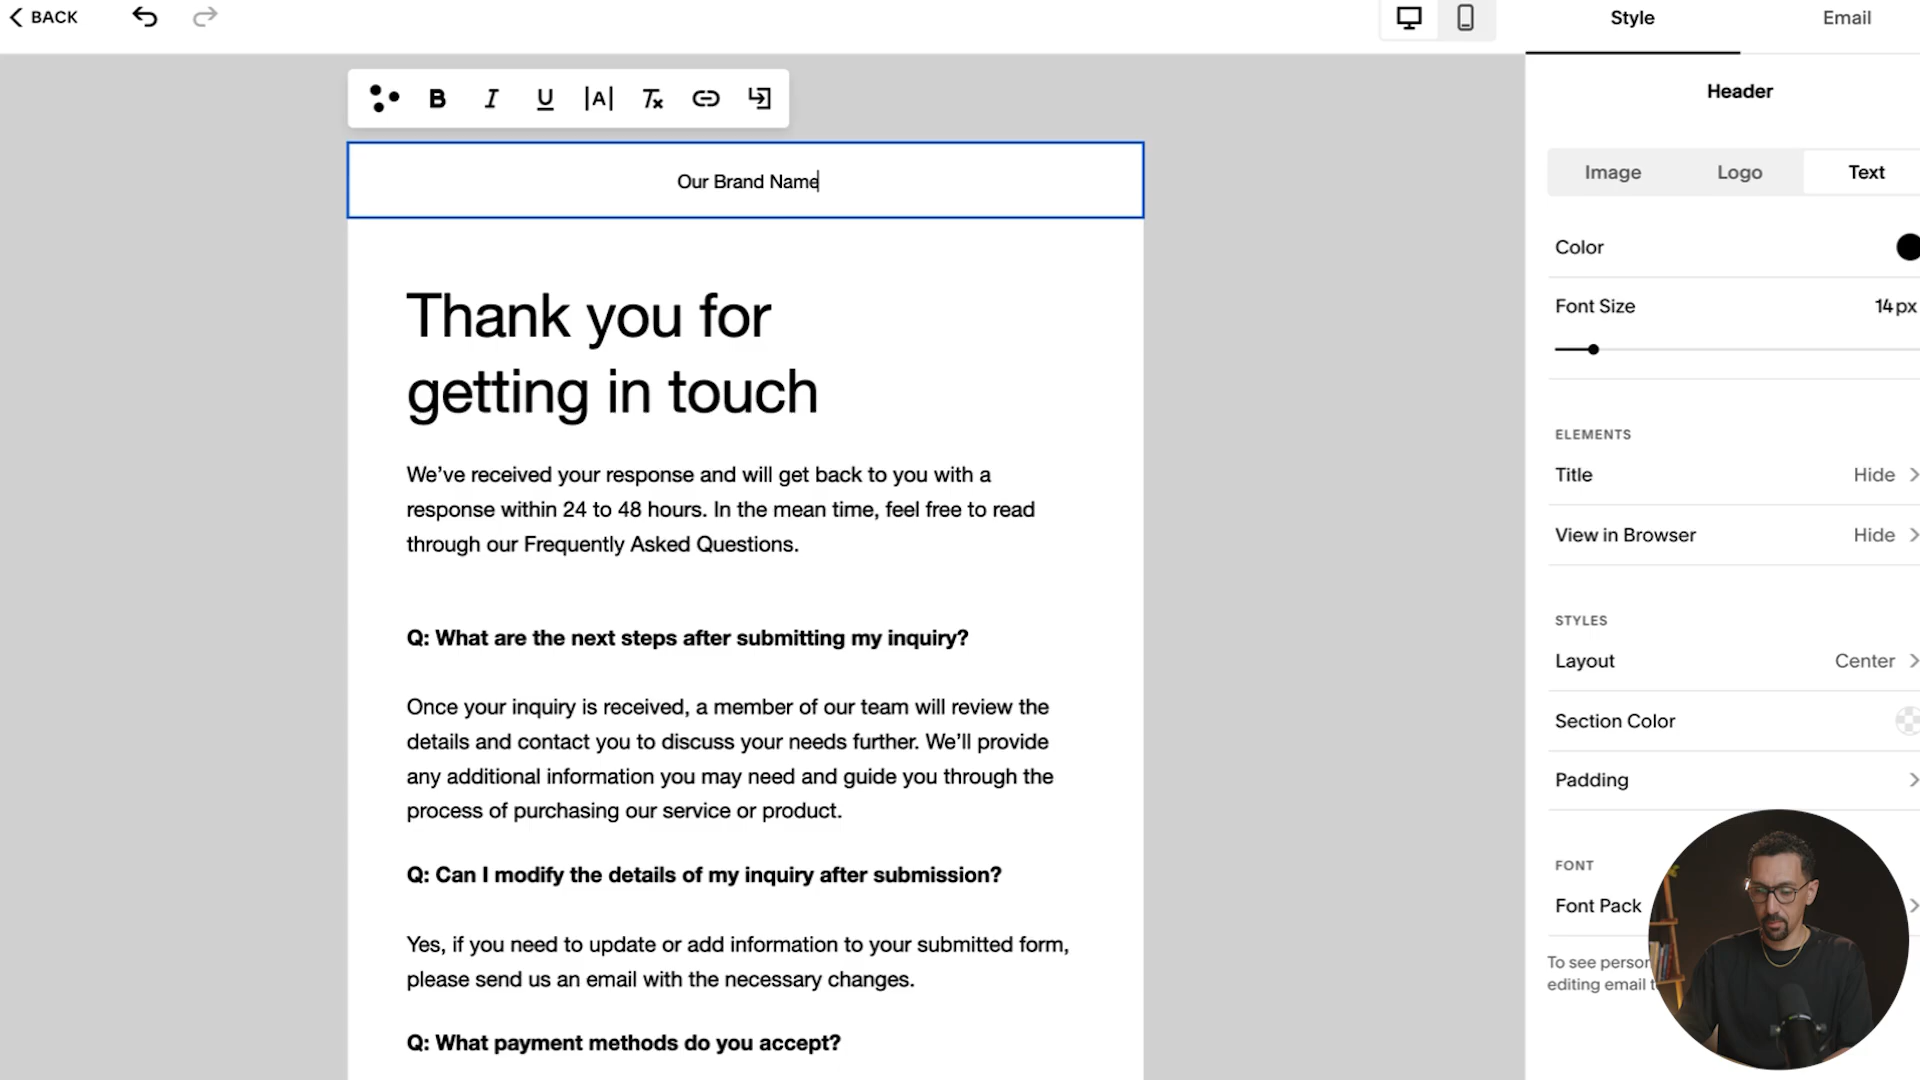 BACK
Style
Email
B I U |A| Tx
Header
Our Brand Name
Image
Logo
Text
Color
Font Size
14 px
Thank you for
getting in touch
We’ve received your response and will get back to you with a
response within 24 to 48 hours. In the mean time, feel free to read
through our Frequently Asked Questions.
ELEMENTS
Title
Hide
View in Browser
Hide
Q: What are the next steps after submitting my inquiry?
Once your inquiry is received, a member of our team will review the
details and contact you to discuss your needs further. We’ll provide
any additional information you may need and guide you through the
process of purchasing our service or product.
STYLES
Layout
Center
Section Color
Padding
Q: Can I modify the details of my inquiry after submission?
Yes, if you need to update or add information to your submitted form,
please send us an email with the necessary changes.
FONT
Font Pack
To see
editing email
Q: What payment methods do you accept?